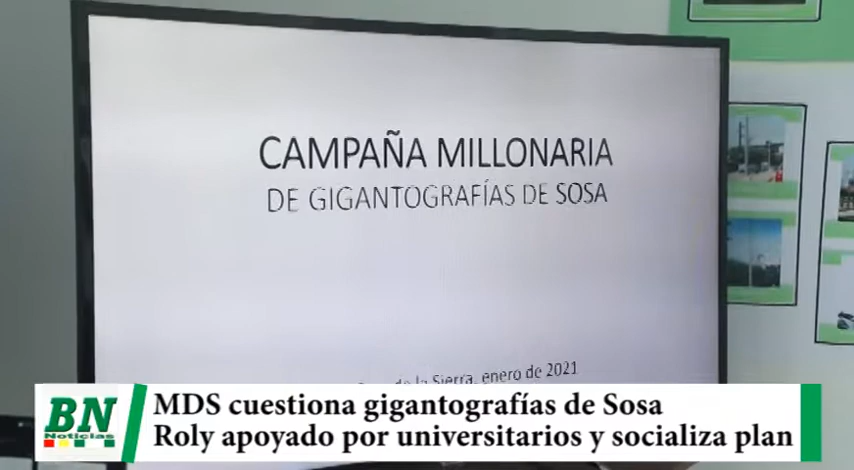 CAMPAÑA MILLONARIA
DE GIGANTOGRAFÍAS DE SOSA
de la Sierra, enero de 2021
BN
Noticias
MDS cuestiona gigantografías de Sosa
Roly apoyado por universitarios y socializa plan